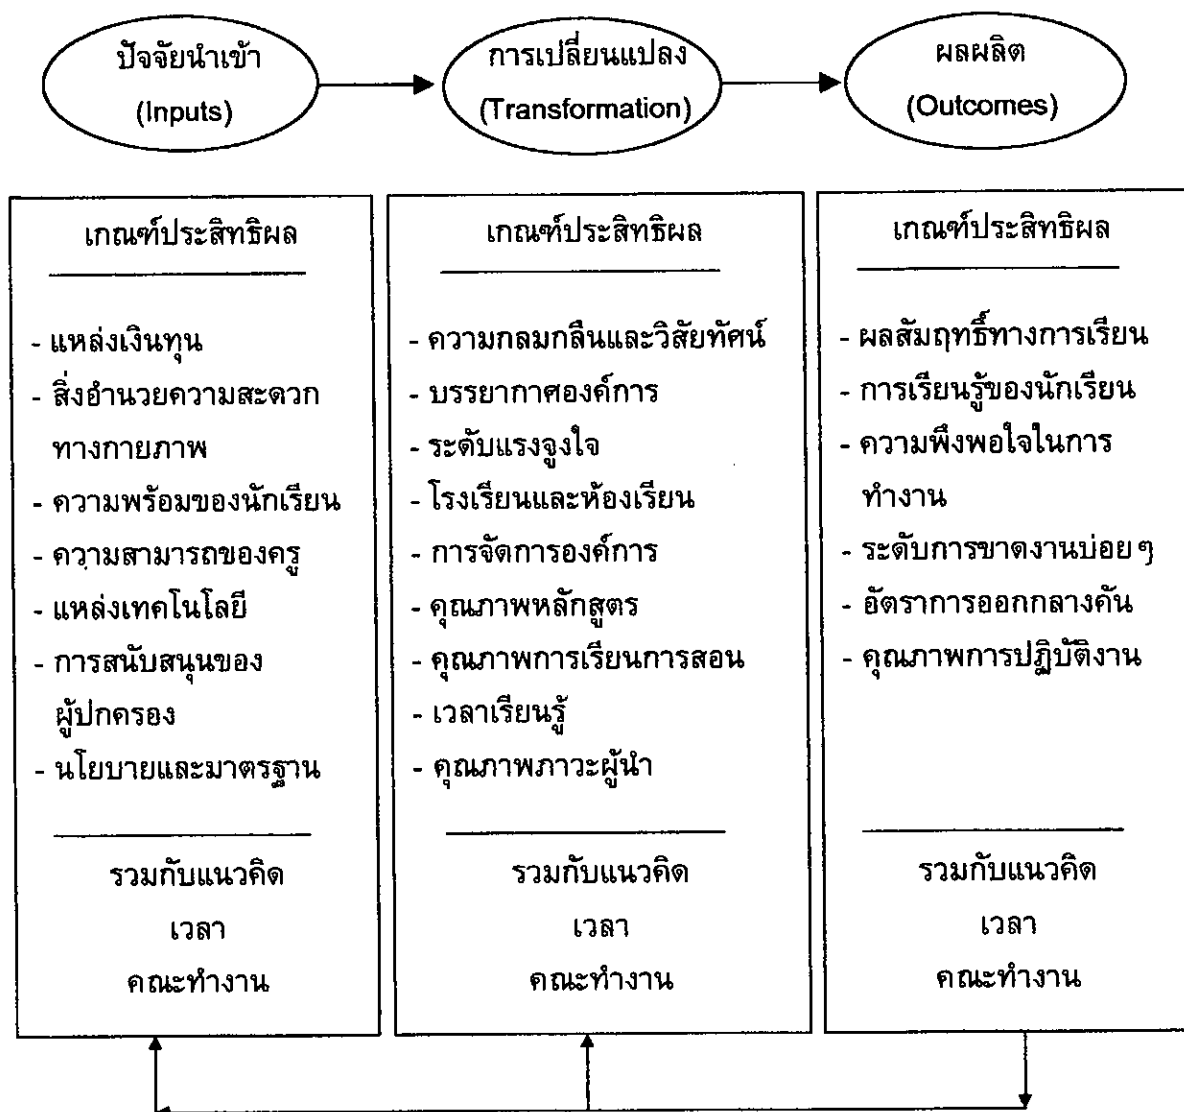 ปัจจัยนำเข้า
(Inputs)
การเปลี่ยนแปลง
(Transformation)
ผลผลิต
(Outcomes)
เกณฑ์ประสิทธิผล
- แหล่งเงินทุน
- สิ่งอำนวยความสะดวก
ทางกายภาพ
- ความพร้อมของนักเรียน
- ความสามารถของครู
- แหล่งเทคโนโลยี
- การสนับสนุนของ
ผู้ปกครอง
- นโยบายและมาตรฐาน
รวมกับแนวคิด
เวลา
คณะทำงาน
เกณฑ์ประสิทธิผล
- ความกลมกลืนและวิสัยทัศน์
- บรรยากาศองค์การ
- ระดับแรงจูงใจ
- โรงเรียนและห้องเรียน
- การจัดการองค์การ
- คุณภาพหลักสูตร
- คุณภาพการเรียนการสอน
- เวลาเรียนรู้
- คุณภาพภาวะผู้นำ
รวมกับแนวคิด
เวลา
คณะทำงาน
เกณฑ์ประสิทธิผล
- ผลสัมฤทธิ์ทางการเรียน
- การเรียนรู้ของนักเรียน
- ความพึงพอใจในการ
ทำงาน
- ระดับการขาดงานบ่อยๆ
- อัตราการออกกลางคัน
- คุณภาพการปฏิบัติงาน
รวมกับแนวคิด
เวลา
คณะทำงาน